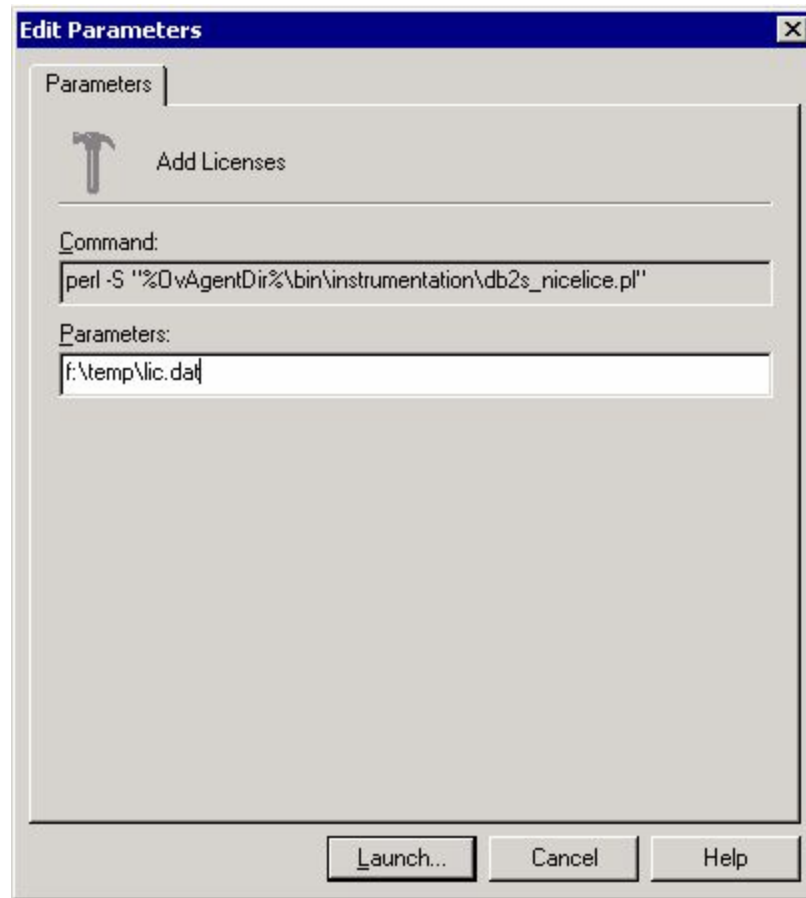 Edit Parameters
Parameters
Add Licenses
Command:
perl -S "%OvAgentDir%\bin\instrumentation\db2s_nicelice.pl"
Parameters:
f:\temp\lic.dat
Launch... Cancel Help